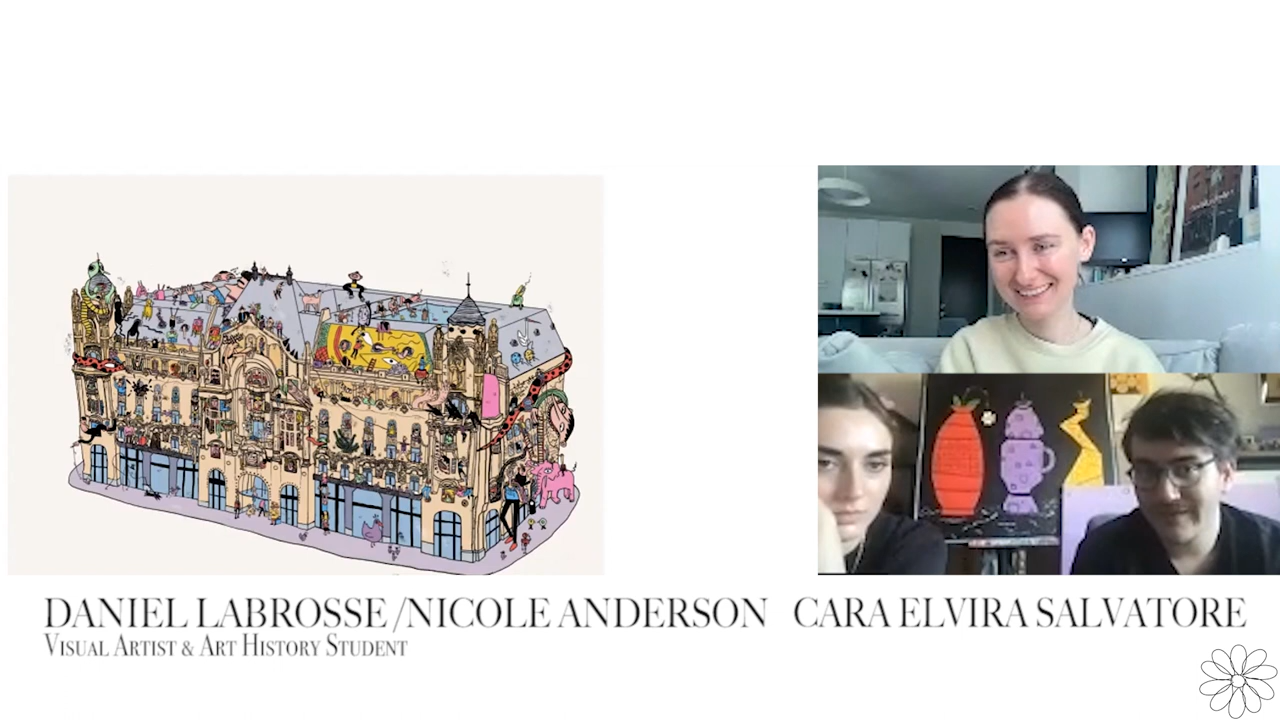 DANIEL LABROSSE/NICOLE ANDERSON CARA ELVIRA SALVATORE
VISUAL ARTIST & ART HISTORY STUDENT